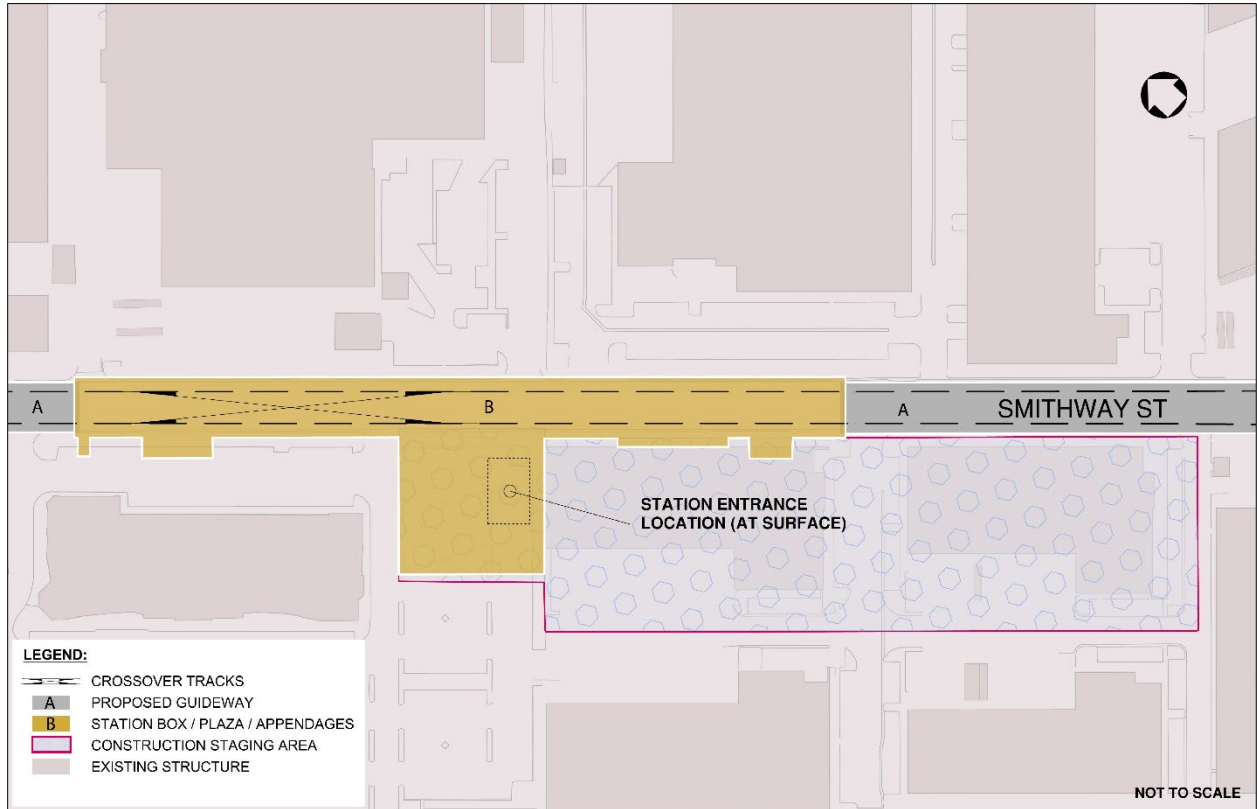 A
B
A
SMITHWAY ST
STATION ENTRANCE
LOCATION (AT SURFACE)
LEGEND:
CROSSOVER TRACKS
A PROPOSED GUIDEWAY
B STATION BOX / PLAZA / APPENDAGES
CONSTRUCTION STAGING AREA
EXISTING STRUCTURE
NOT TO SCALE